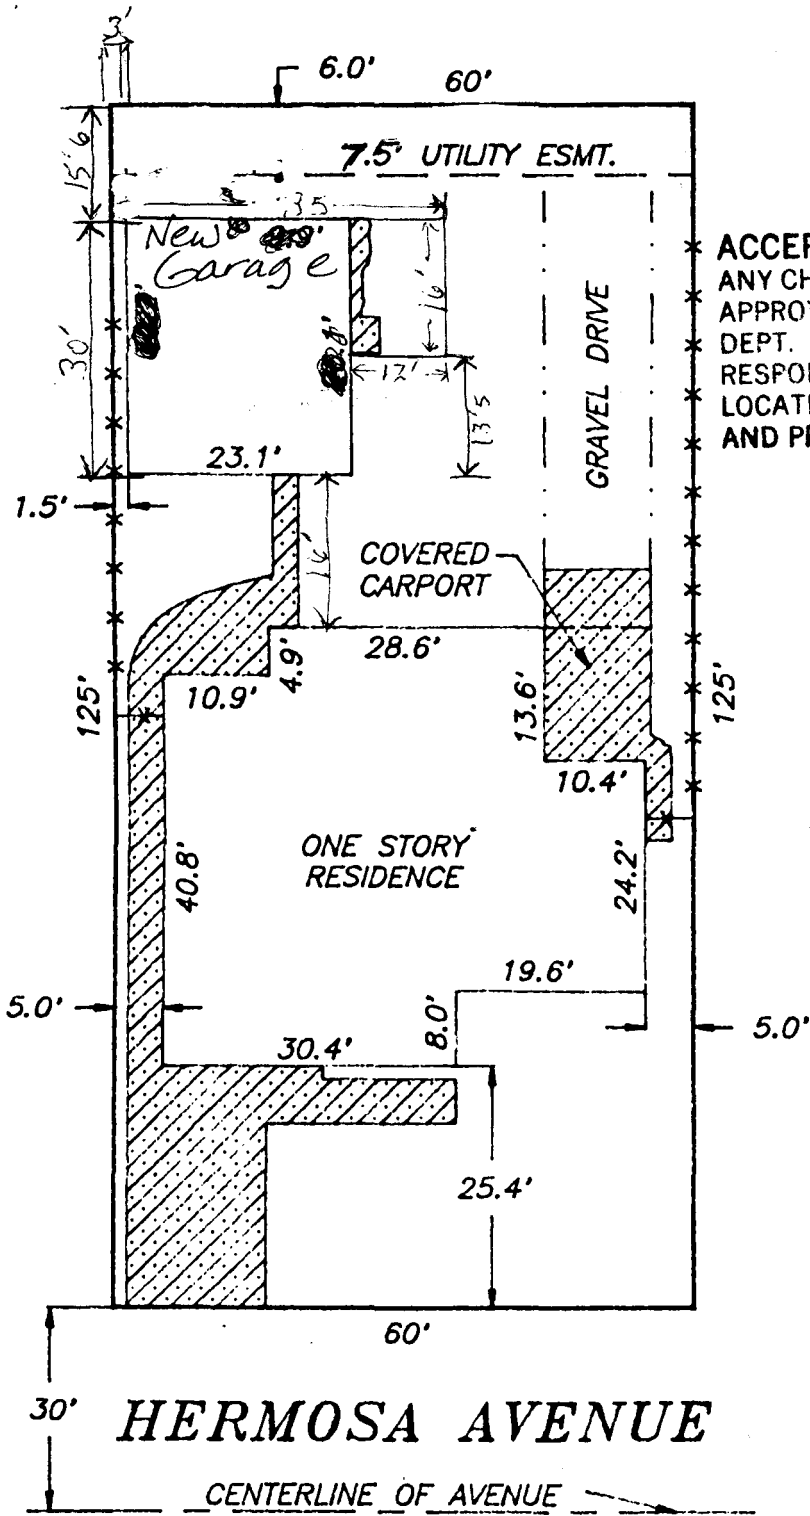 3'
6.0'
60'
15' 6
7.5' UTILITY ESMT.
35
New
Garage
30'
16'
12'
13'5
23.1'
1.5'
GRAVEL DRIVE
ANY CH
APPRO
DEPT.
RESPO
LOCATI
AND P
COVERED
CARPORT
28.6'
4.9'
10.9'
125'
13.6'
125'
10.4'
ONE STORY
RESIDENCE
40.8'
24.2'
19.6'
8.0'
5.0'
5.0'
30.4'
25.4'
60'
30'
HERMOSA AVENUE
CENTERLINE OF AVENUE